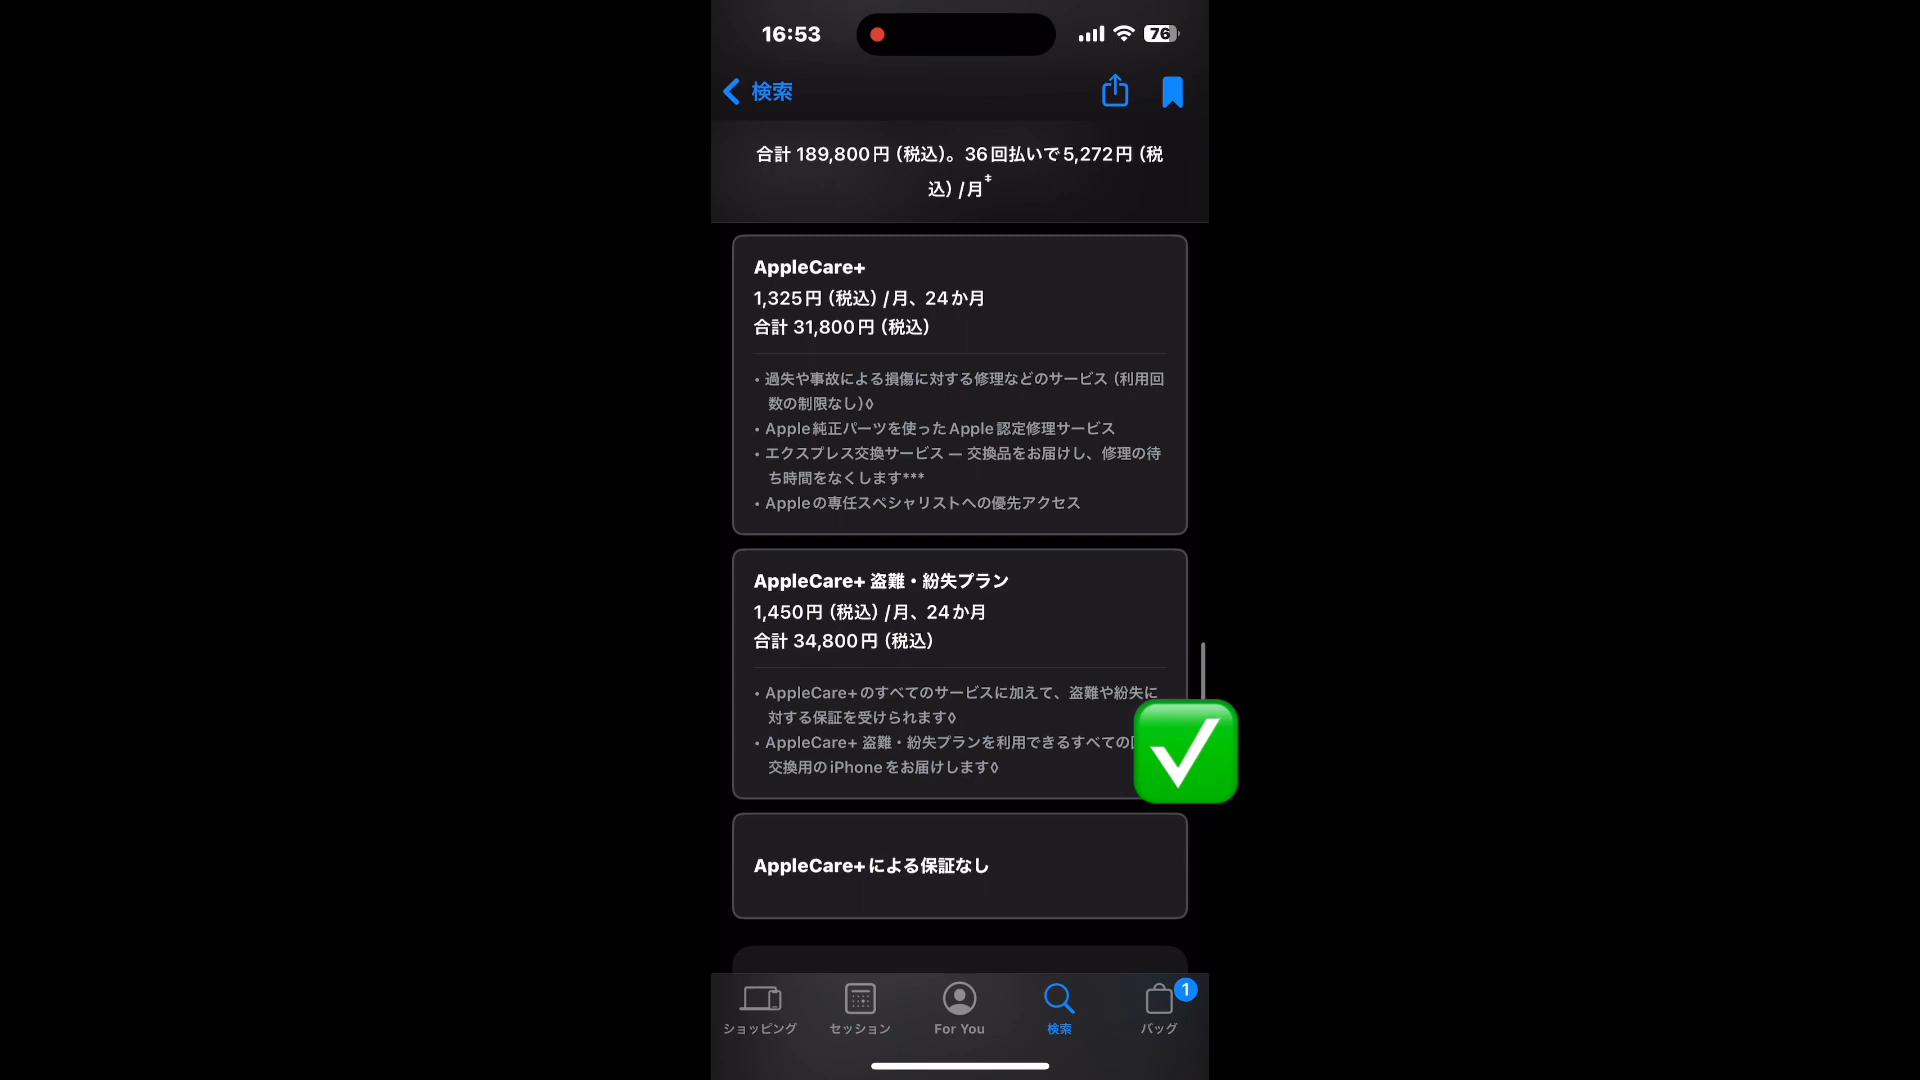 16:53
76
検索
合計 189,800円（税込）。36回払いで5,272円（税
込）/月‡
AppleCare+
1,325円（税込）/月、24か月
合計 31,800円（税込）
• 過失や事故による損傷に対する修理などのサービス（利用回
数の制限なし）◊
• Apple純正パーツを使ったApple認定修理サービス
• エクスプレス交換サービス — 交換品をお届けし、修理の待
ち時間をなくします***
• Appleの専任スペシャリストへの優先アクセス
AppleCare+ 盗難・紛失プラン
1,450円（税込）/月、24か月
合計 34,800円（税込）
• AppleCare+のすべてのサービスに加えて、盗難や紛失に
対する保証を受けられます◊
• AppleCare+ 盗難・紛失プランを利用できるすべての
交換用のiPhoneをお届けします◊
AppleCare+による保証なし
1
ショッピング
セッション
For You
検索
バッグ